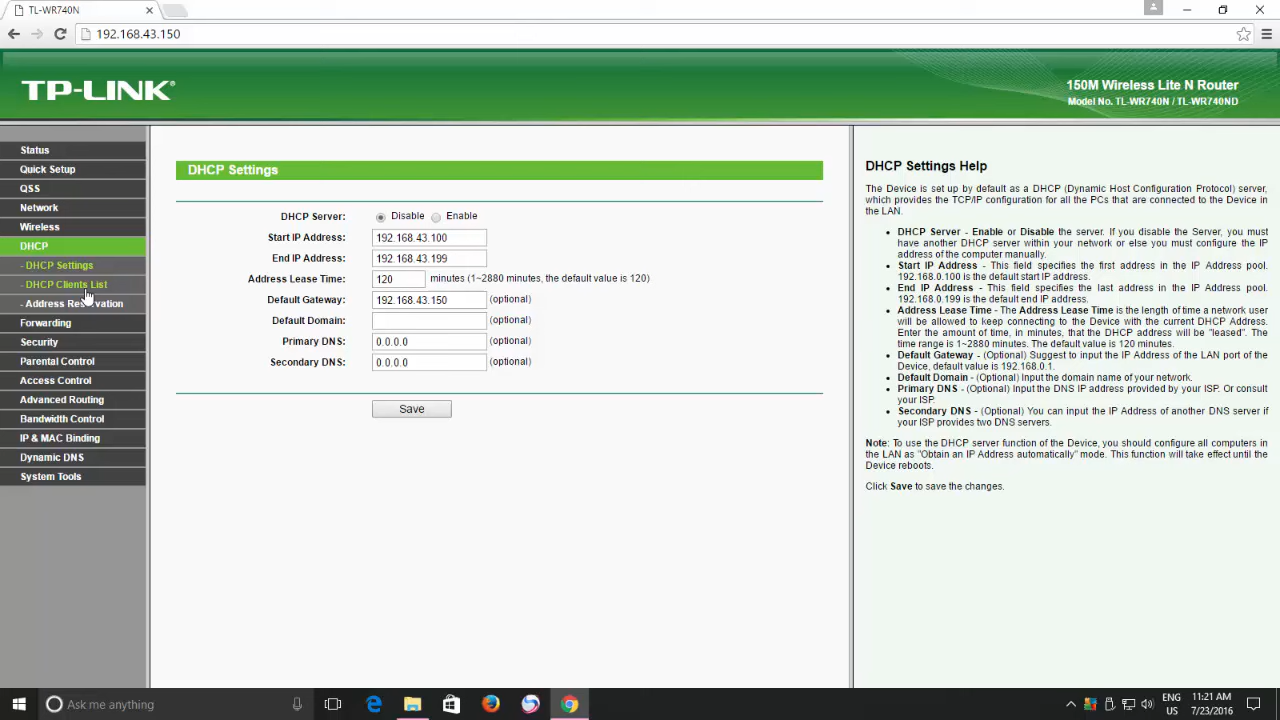 TL-WR740N
192.168.43.150
TP-LINK®
150M Wireless Lite N Router
Model No. TL-WR740N / TL-WR740ND
Status
Quick Setup
QSS
Network
Wireless
DHCP
- DHCP Settings
- DHCP Clients List
- Address Reservation
Forwarding
Security
Parental Control
Access Control
Advanced Routing
Bandwidth Control
IP & MAC Binding
Dynamic DNS
System Tools
DHCP Settings
DHCP Server: Disable Enable
Start IP Address: 192.168.43.100
End IP Address: 192.168.43.199
Address Lease Time: 120 minutes (1~2880 minutes, the default value is 120)
Default Gateway: 192.168.43.150 (optional)
Default Domain: (optional)
Primary DNS: 0.0.0.0 (optional)
Secondary DNS: 0.0.0.0 (optional)
Save
DHCP Settings Help
The Device is set up by default as a DHCP (Dynamic Host Configuration Protocol) server,
which provides the TCP/IP configuration for all the PCs that are connected to the Device in
the LAN.
• DHCP Server - Enable or Disable the server. If you disable the Server, you must
have another DHCP server within your network or else you must configure the IP
address of the computer manually.
• Start IP Address - This field specifies the first address in the IP Address pool.
192.168.0.100 is the default start IP address.
• End IP Address - This field specifies the last address in the IP Address pool.
192.168.0.199 is the default end IP address.
• Address Lease Time - The Address Lease Time is the length of time a network user
will be allowed to keep connecting to the Device with the current DHCP Address.
Enter the amount of time, in minutes, that the DHCP address will be "leased". The
time range is 1~2880 minutes. The default value is 120 minutes.
• Default Gateway - (Optional) Suggest to input the IP Address of the LAN port of the
Device, default value is 192.168.0.1.
• Default Domain - (Optional) Input the domain name of your network.
• Primary DNS - (Optional) Input the DNS IP address provided by your ISP. Or consult
your ISP.
• Secondary DNS - (Optional) You can input the IP Address of another DNS server if
your ISP provides two DNS servers.
Note: To use the DHCP server function of the Device, you should configure all computers in
the LAN as "Obtain an IP Address automatically" mode. This function will take effect until the
Device reboots.
Click Save to save the changes.
Ask me anything
ENG
US
11:21 AM
7/23/2016